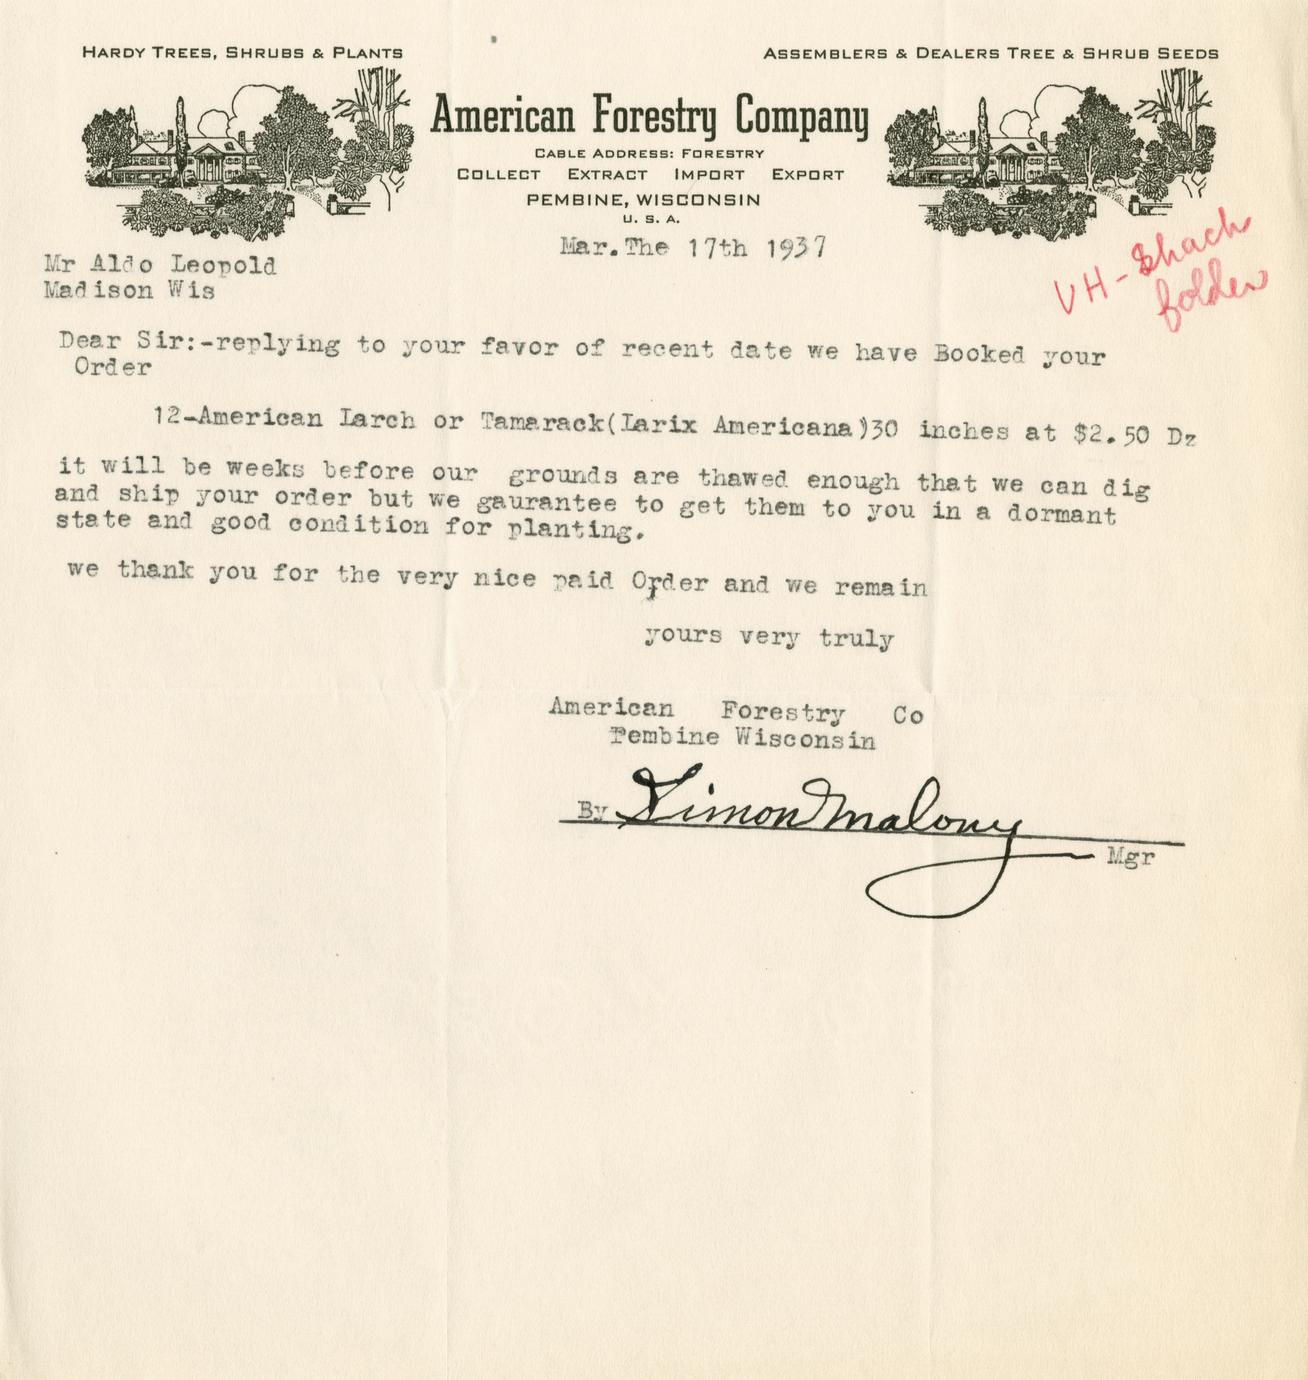 HARDY TREES, SHRUBS & PLANTS
ASSEMBLERS & DEALERS TREE & SHRUB SEEDS
American Forestry Company
CABLE ADDRESS: FORESTRY
COLLECT EXTRACT IMPORT EXPORT
PEMBINE, WISCONSIN
U. S. A.
Mar.The 17th 1937
VH-Shack
folder
Mr Aldo Leopold
Madison Wis
Dear Sir:-replying to your favor of recent date we have Booked your
Order
12-American Larch or Tamarack(Larix Americana)30 inches at $2.50 Dz
it will be weeks before our grounds are thawed enough that we can dig
and ship your order but we gaurantee to get them to you in a dormant
state and good condition for planting.
we thank you for the very nice paid Order and we remain
yours very truly
American Forestry Co
Pembine Wisconsin
By Simon Malony
Mgr